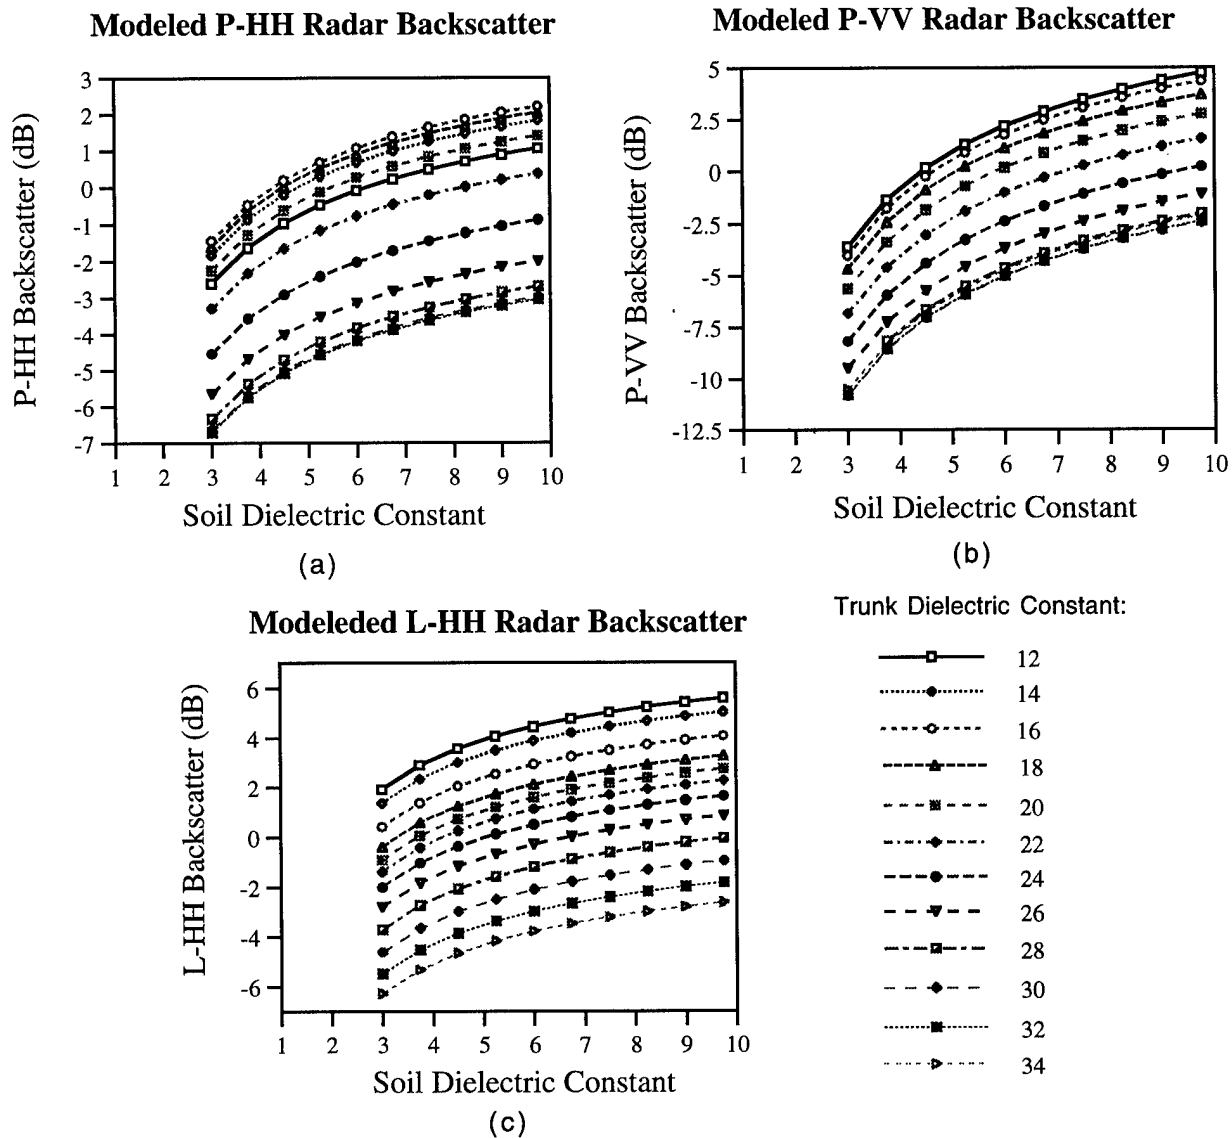 Modeled P-HH Radar Backscatter
P-HH Backscatter (dB)
3
2
1
0
-1
-2
-3
-4
-5
-6
-7
1 2 3 4 5 6 7 8 9 10
Soil Dielectric Constant
(a)
Modeled P-VV Radar Backscatter
P-VV Backscatter (dB)
5
2.5
0
-2.5
-5
-7.5
-10
-12.5
1 2 3 4 5 6 7 8 9 10
Soil Dielectric Constant
(b)
Modeleded L-HH Radar Backscatter
L-HH Backscatter (dB)
6
4
2
0
-2
-4
-6
1 2 3 4 5 6 7 8 9 10
Soil Dielectric Constant
(c)
Trunk Dielectric Constant:
12
14
16
18
20
22
24
26
28
30
32
34